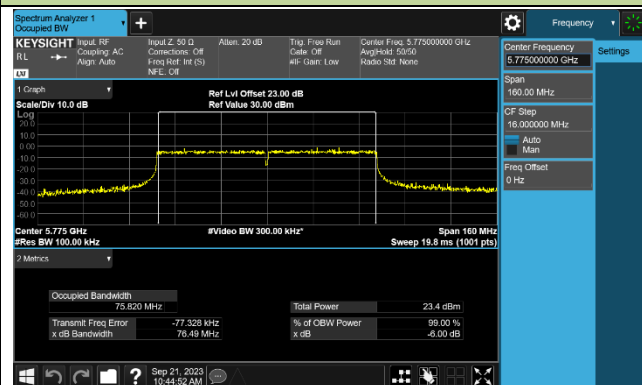 Spectrum Analyzer 1
Occupied BW
Frequency
KEYSIGHT
RL
LXI
Input: RF
Coupling: AC
Align: Auto
Input Z: 50 Ω
Corrections: Off
Freq Ref: Int (S)
NFE: Off
Atten: 20 dB
Trig: Free Run
Gate: Off
#IF Gain: Low
Center Freq: 5.775000000 GHz
Avg|Hold: 50/50
Radio Std: None
Center Frequency
5.775000000 GHz
Settings
Span
160.00 MHz
CF Step
16.000000 MHz
Auto
Man
Freq Offset
0 Hz
1 Graph
Scale/Div 10.0 dB
Ref Lvl Offset 23.00 dB
Ref Value 30.00 dBm
Log
20.0
10.0
0.00
-10.0
-20.0
-30.0
-40.0
-50.0
-60.0
Center 5.775 GHz
#Video BW 300.00 kHz*
Span 160 MHz
#Res BW 100.00 kHz
Sweep 19.8 ms (1001 pts)
2 Metrics
Occupied Bandwidth
75.820 MHz
Total Power 23.4 dBm
Transmit Freq Error -77.328 kHz
% of OBW Power 99.00 %
x dB Bandwidth 76.49 MHz
x dB -6.00 dB
Sep 21, 2023
10:44:52 AM